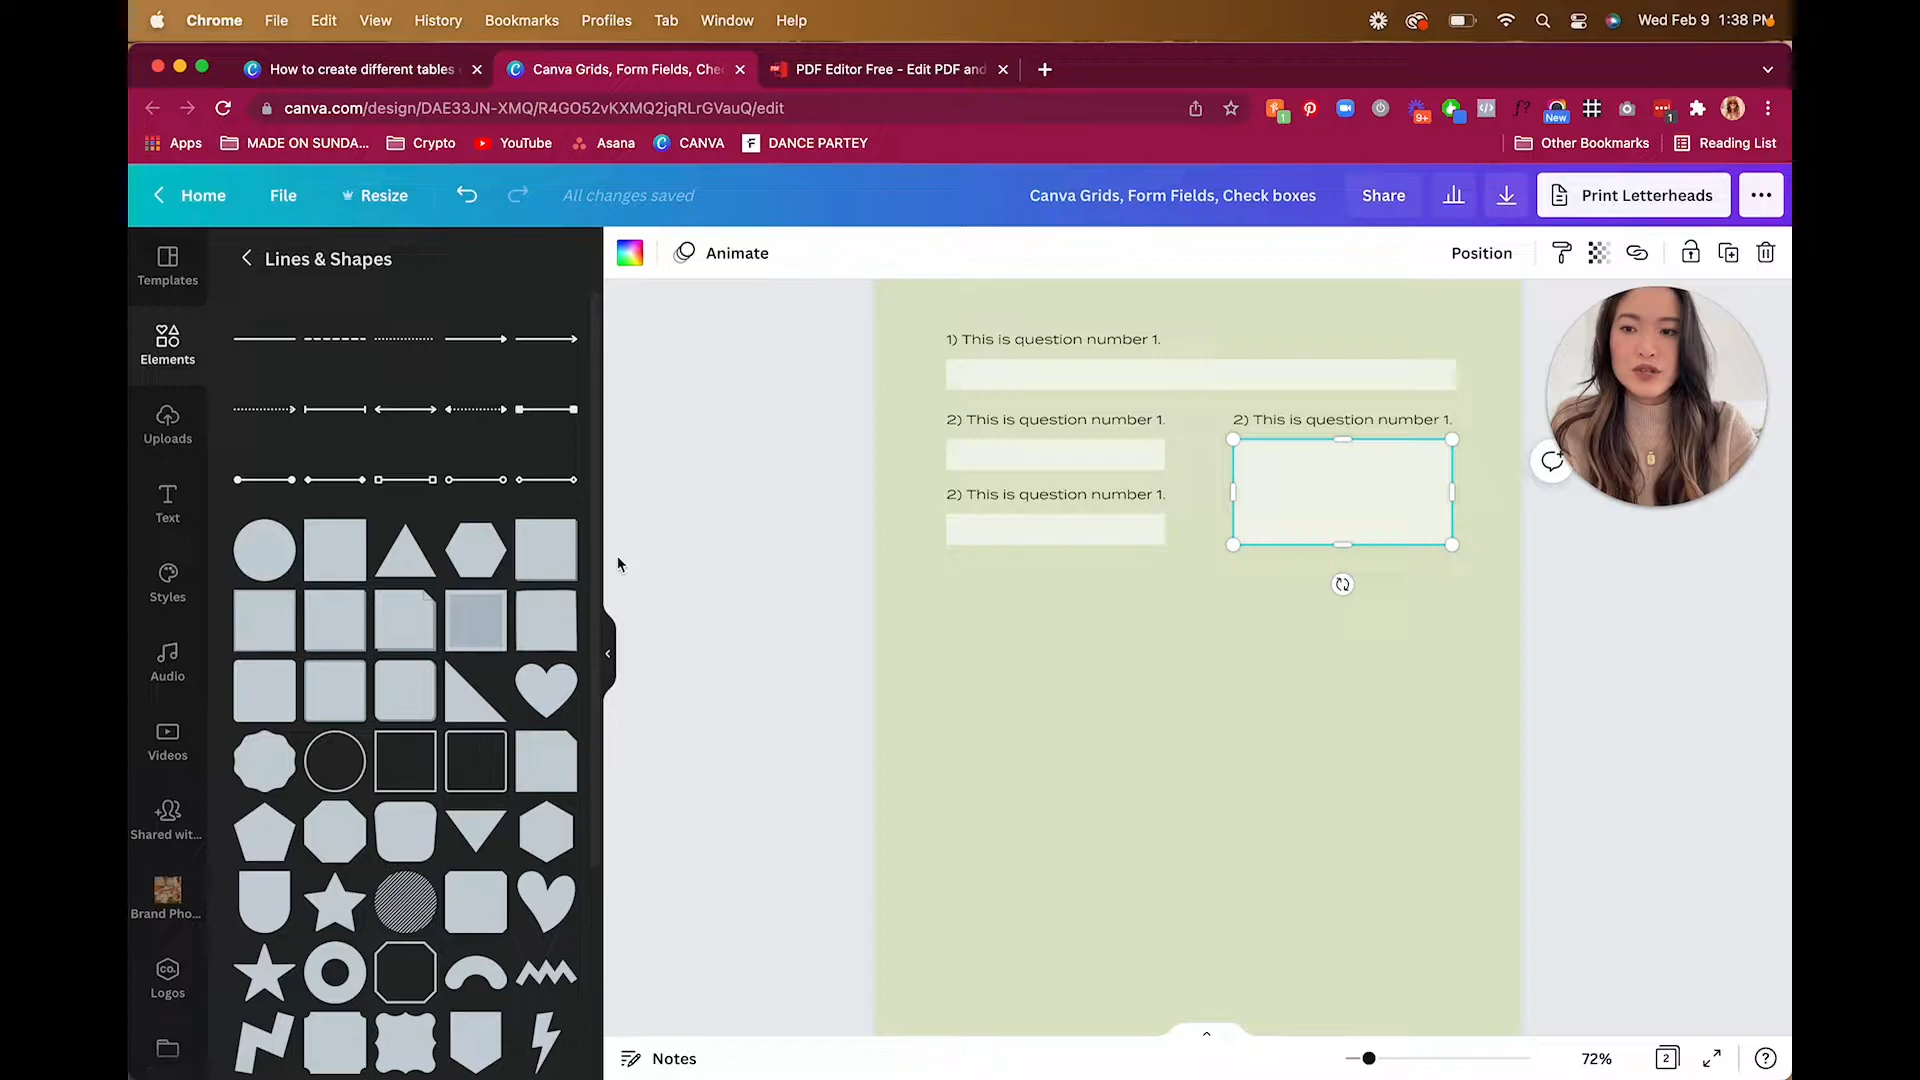 Chrome File Edit View History Bookmarks Profiles Tab Window Help Wed Feb 9 1:38 PM
How to create different tables Canva Grids, Form Fields, Che PDF Editor Free - Edit PDF and
canva.com/design/DAE33JN-XMQ/R4GO52vKXMQ2jqRLrGVauQ/edit 1 9+ New 1
Apps MADE ON SUNDA... Crypto YouTube Asana CANVA DANCE PARTEY Other Bookmarks Reading List
Home File Resize All changes saved Canva Grids, Form Fields, Check boxes Share Print Letterheads
Lines & Shapes
Animate Position
Templates
Elements
Uploads
Text
Styles
Audio
Videos
Shared wit...
Brand Pho...
CO.
Logos
1) This is question number 1.
2) This is question number 1. 2) This is question number 1.
2) This is question number 1.
Notes 72% 2